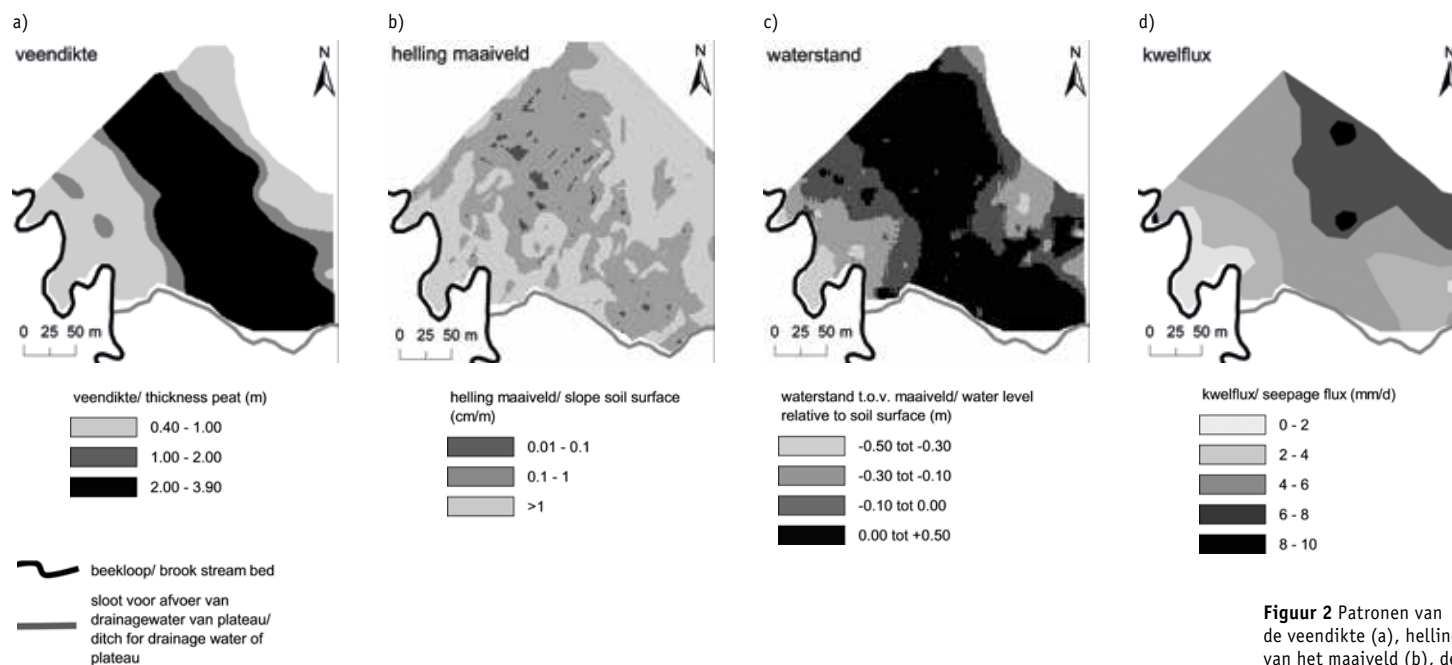 a)
veendikte
N
0 25 50 m
veendikte/ thickness peat (m)
0.40 - 1.00
1.00 - 2.00
2.00 - 3.90
beekloop/ brook stream bed
sloot voor afvoer van
drainagewater van plateau/
ditch for drainage water of
plateau
b)
helling maaiveld
N
0 25 50 m
helling maaiveld/ slope soil surface
(cm/m)
0.01 - 0.1
0.1 - 1
>1
c)
waterstand
N
0 25 50 m
waterstand t.o.v. maaiveld/ water level
relative to soil surface (m)
-0.50 tot -0.30
-0.30 tot -0.10
-0.10 tot 0.00
0.00 tot +0.50
d)
kwelflux
N
0 25 50 m
kwelflux/ seepage flux (mm/d)
0 - 2
2 - 4
4 - 6
6 - 8
8 - 10
Figuur 2 Patronen van
de veendikte (a), helling
van het maaiveld (b), de